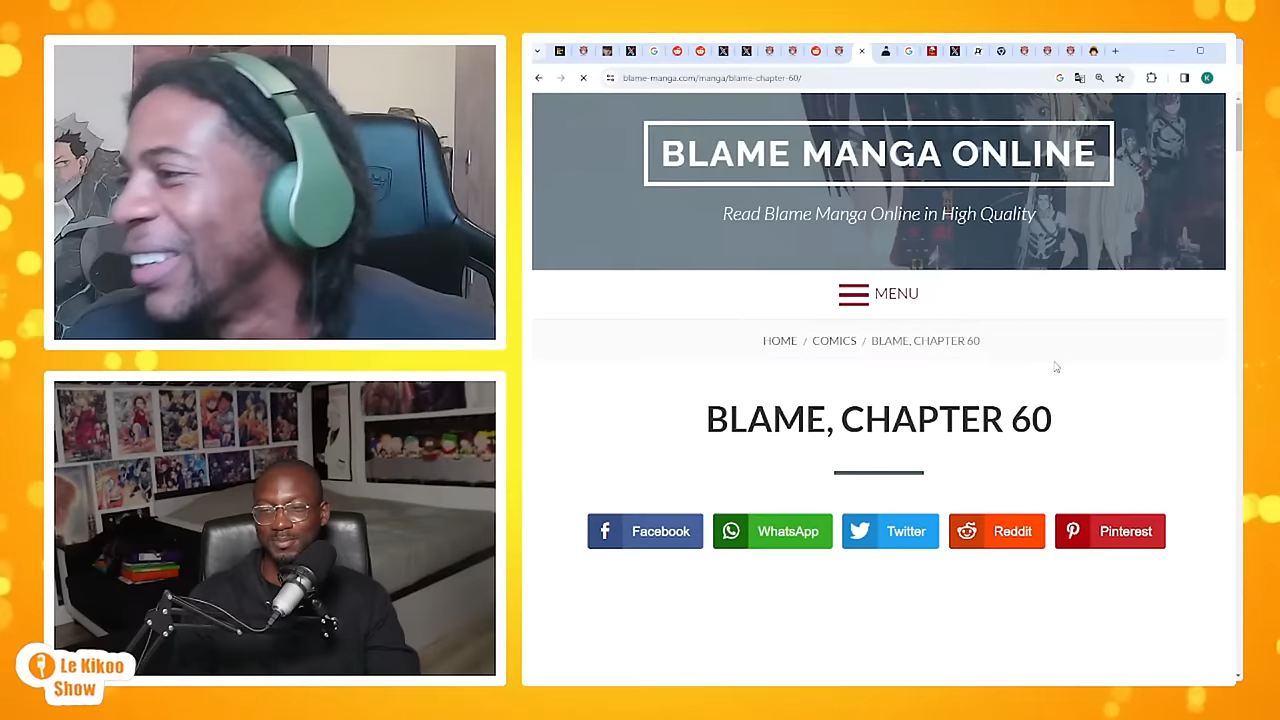 blame-manga.com/manga/blame-chapter-60/
BLAME MANGA ONLINE
Read Blame Manga Online in High Quality
MENU
HOME / COMICS / BLAME, CHAPTER 60
BLAME, CHAPTER 60
Facebook
WhatsApp
Twitter
Reddit
Pinterest
Le Kikoo
Show